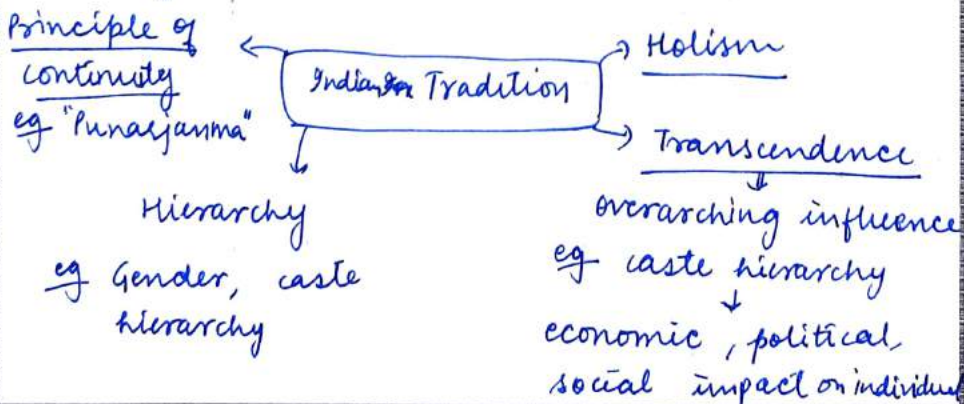 Principle of
continuity
eg "Punarjanma"
Indian Tradition
Holism
Transcendence
overarching influence
eg caste hierarchy
economic, political,
social impact on individual
Hierarchy
eg Gender, caste
hierarchy